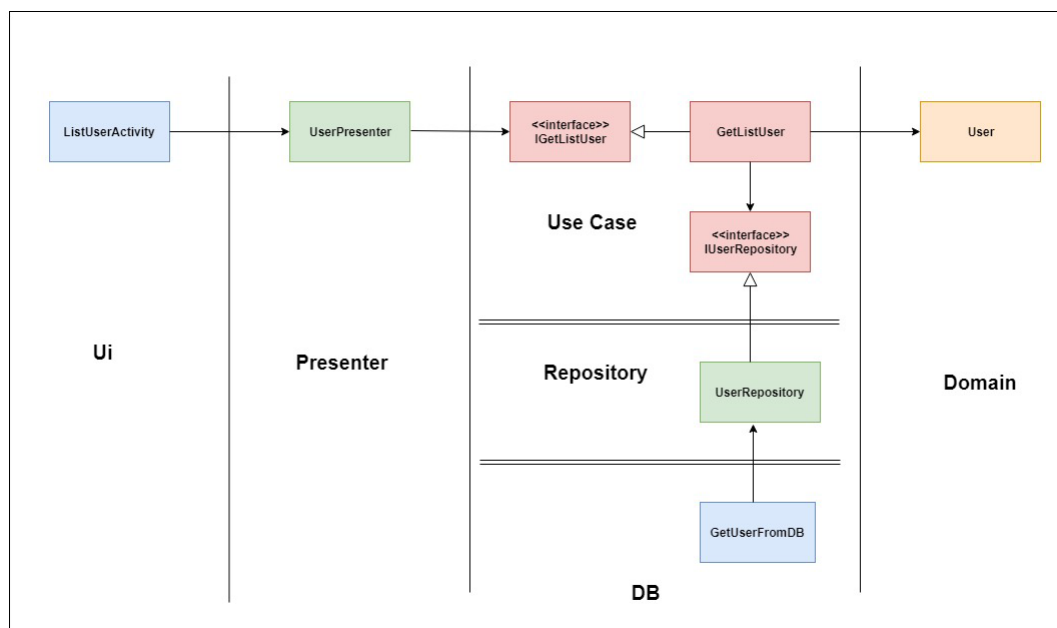 ListUserActivity
UserPresenter
<<interface>>
IGetListUser
GetListUser
User
Use Case
<<interface>>
IUserRepository
Ui
Presenter
Repository
UserRepository
Domain
GetUserFromDB
DB